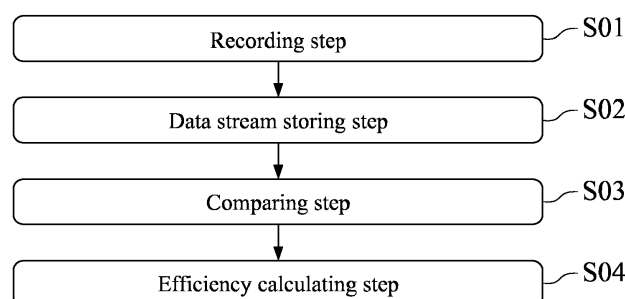 Recording step S01
Data stream storing step S02
Comparing step S03
Efficiency calculating step S04